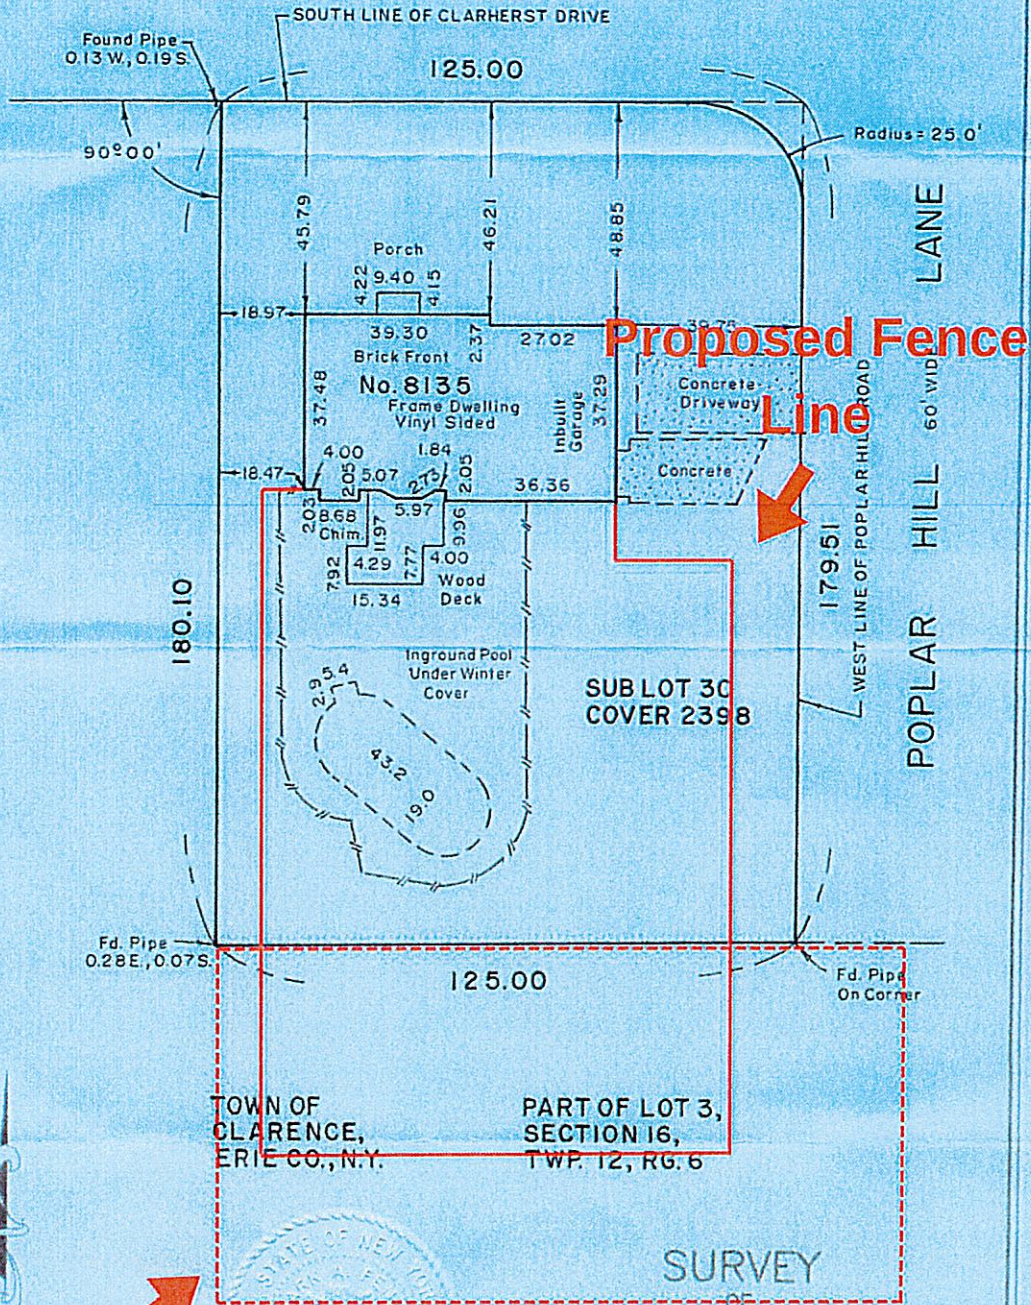 SOUTH LINE OF CLARHERST DRIVE
Found Pipe
0.13 W., 0.19 S.
125.00
90°00'
Radius = 25.0'
45.79
46.21
48.85
Porch
4.22
9.40
4.15
18.97
39.30
2.37
27.02
39.75
Proposed Fence
Line
Brick Front
No. 8135
Frame Dwelling
Vinyl Sided
37.48
Inbuilt
Garage
37.29
Concrete
Driveway
Concrete
18.47
4.00
2.05
5.07
1.84
2.73
2.05
36.36
2.03
8.68
Chim.
11.97
5.97
9.96
7.92
4.29
7.77
4.00
15.34
Wood
Deck
180.10
179.51
WEST LINE OF POPLAR HILL ROAD
POPLAR HILL LANE
60' WIDE
Inground Pool
Under Winter
Cover
5.4
2.9
43.2
19.0
SUB LOT 30
COVER 2398
Fd. Pipe
0.28E., 0.07S.
125.00
Fd. Pipe
On Corner
TOWN OF
CLARENCE,
ERIE CO., N.Y.
PART OF LOT 3,
SECTION 16,
TWP. 12, RG. 6
STATE OF NEW
SURVEY
OF